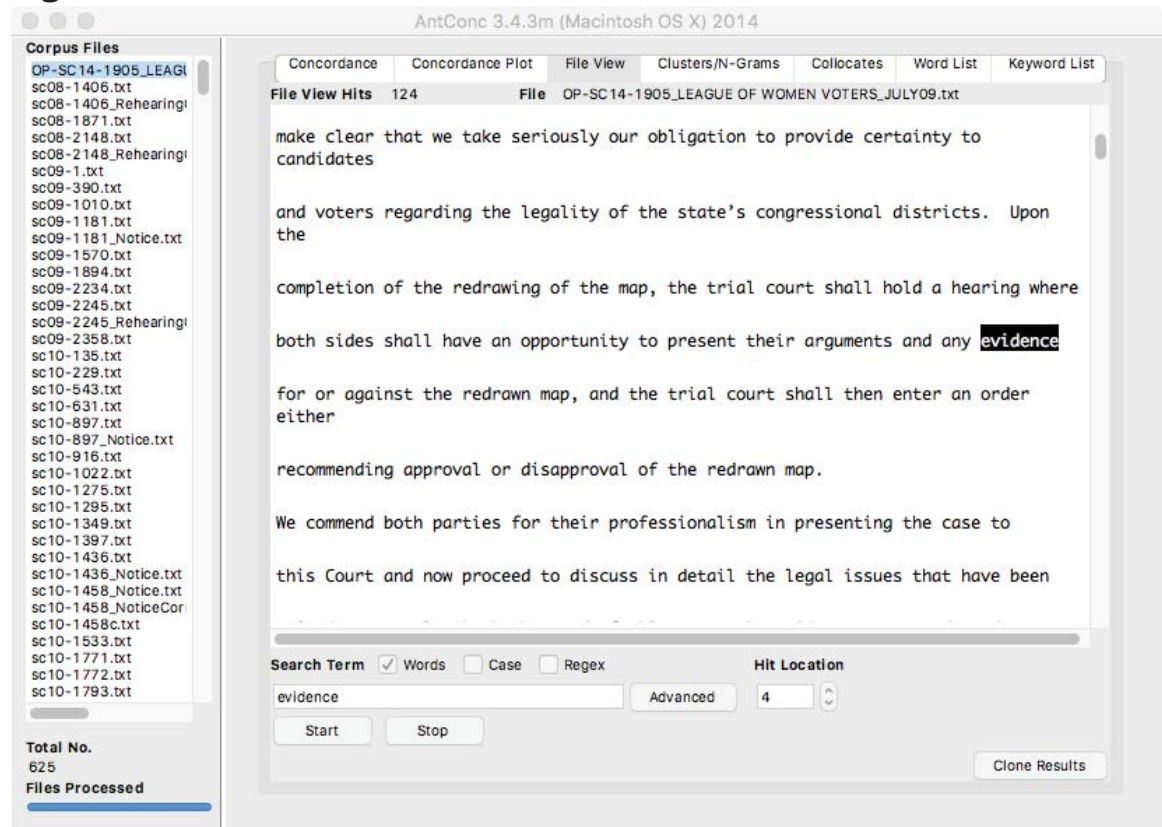 AntConc 3.4.3m (Macintosh OS X) 2014
Corpus Files
OP-SC14-1905_LEAGU
sc08-1406.txt
sc08-1406_Rehearing
sc08-1871.txt
sc08-2148.txt
sc08-2148_Rehearing
sc09-1.txt
sc09-390.txt
sc09-1010.txt
sc09-1181.txt
sc09-1181_Notice.txt
sc09-1570.txt
sc09-1894.txt
sc09-2234.txt
sc09-2245.txt
sc09-2245_Rehearing
sc09-2358.txt
sc10-135.txt
sc10-229.txt
sc10-543.txt
sc10-631.txt
sc10-897.txt
sc10-897_Notice.txt
sc10-916.txt
sc10-1022.txt
sc10-1275.txt
sc10-1295.txt
sc10-1349.txt
sc10-1397.txt
sc10-1436.txt
sc10-1436_Notice.txt
sc10-1458_Notice.txt
sc10-1458_NoticeCor
sc10-1458c.txt
sc10-1533.txt
sc10-1771.txt
sc10-1772.txt
sc10-1793.txt
Total No.
625
Files Processed
Concordance Concordance Plot File View Clusters/N-Grams Collocates Word List Keyword List
File View Hits 124 File OP-SC14-1905_LEAGUE OF WOMEN VOTERS_JULY09.txt
make clear that we take seriously our obligation to provide certainty to
candidates
and voters regarding the legality of the state’s congressional districts. Upon
the
completion of the redrawing of the map, the trial court shall hold a hearing where
both sides shall have an opportunity to present their arguments and any evidence
for or against the redrawn map, and the trial court shall then enter an order
either
recommending approval or disapproval of the redrawn map.
We commend both parties for their professionalism in presenting the case to
this Court and now proceed to discuss in detail the legal issues that have been
Search Term Words Case Regex Hit Location
evidence Advanced 4
Start Stop
Clone Results